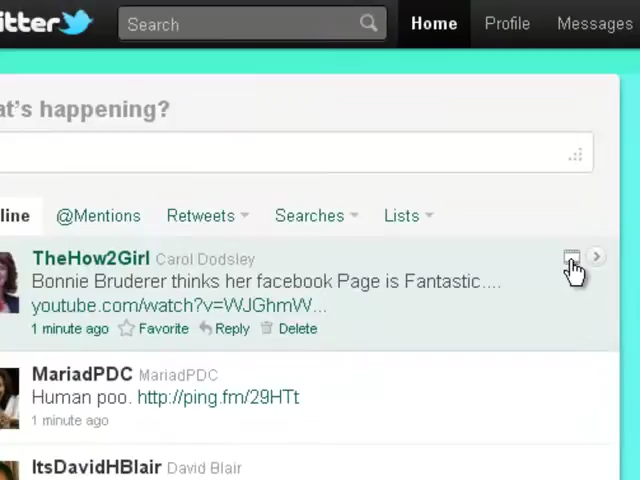 itter
Search
Home Profile Messages
at's happening?
line @Mentions Retweets Searches Lists
TheHow2Girl Carol Dodsley
Bonnie Bruderer thinks her facebook Page is Fantastic....
youtube.com/watch?v=WJGhmW...
1 minute ago Favorite Reply Delete
MariadPDC MariadPDC
Human poo. http://ping.fm/29HTt
1 minute ago
ItsDavidHBlair David Blair